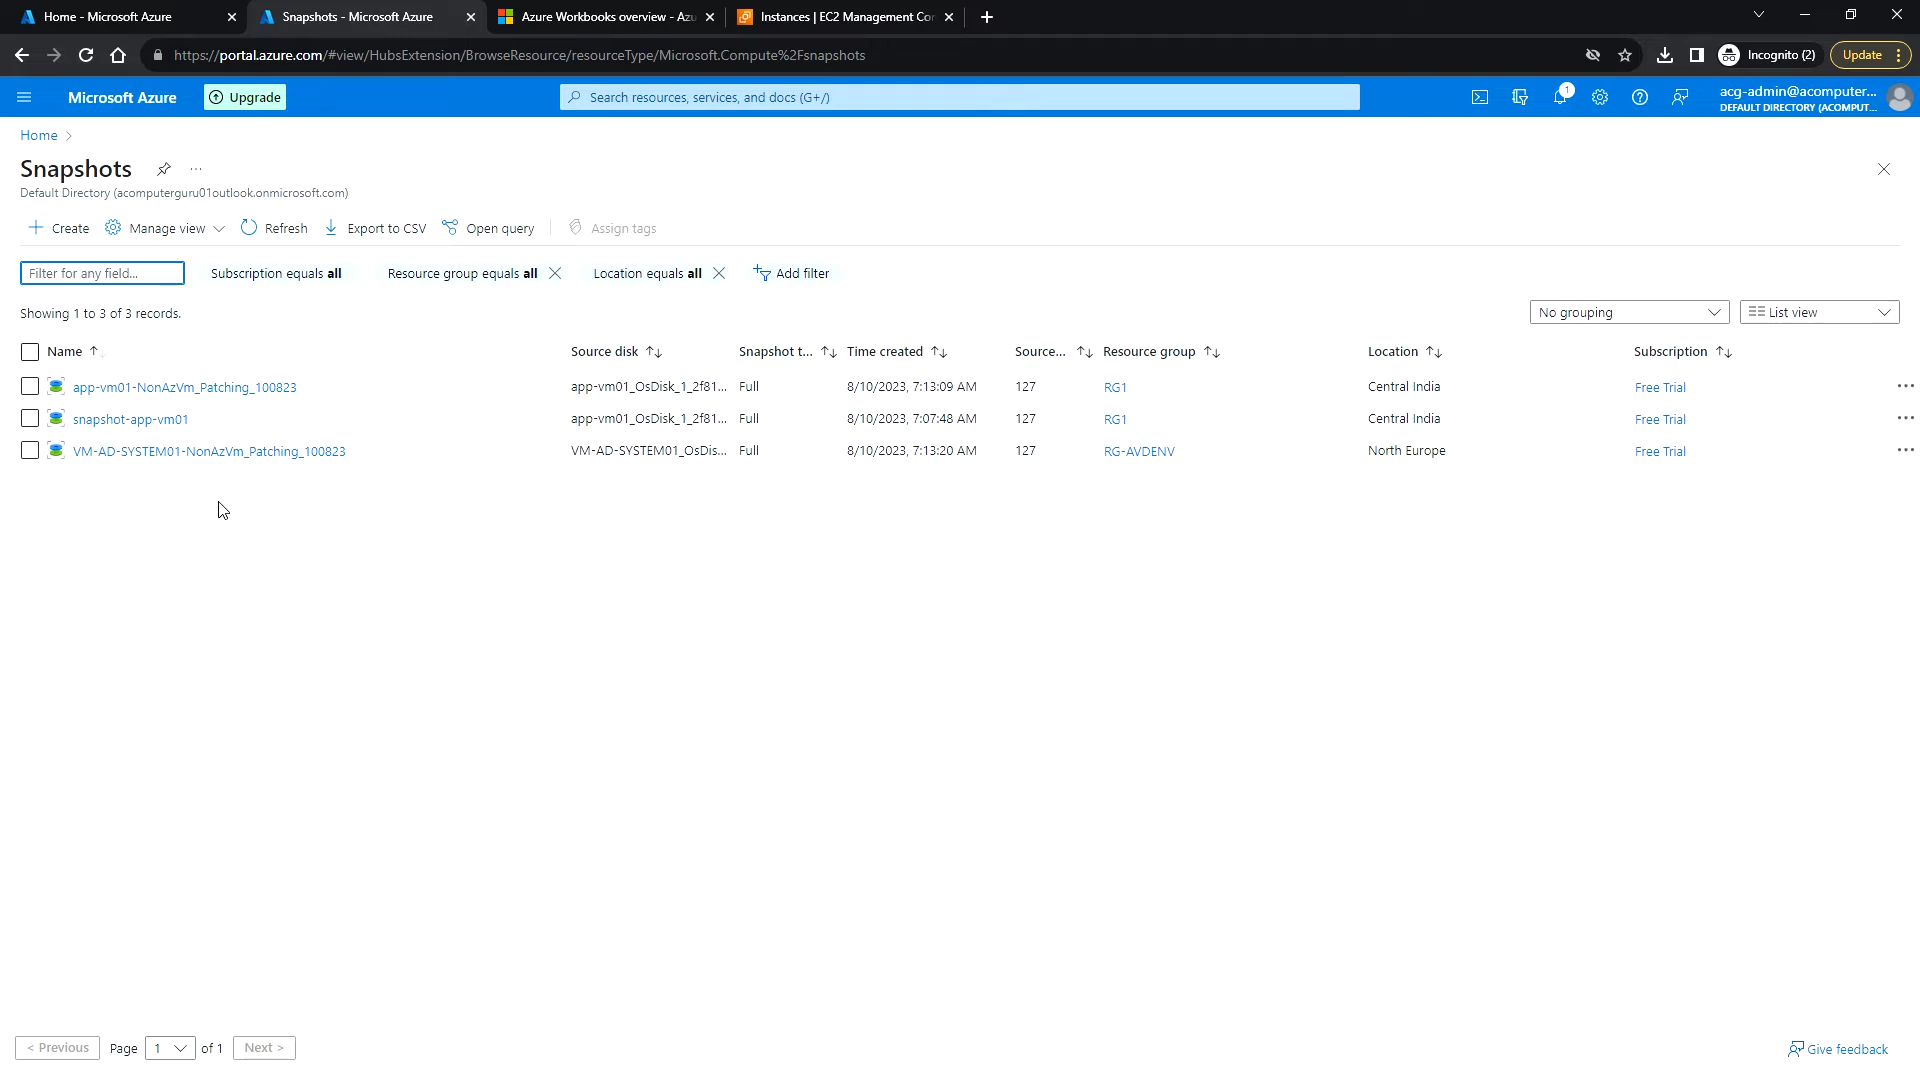 Home - Microsoft Azure
Snapshots - Microsoft Azure
Azure Workbooks overview - Azu
Instances | EC2 Management Con
https://portal.azure.com/#view/HubsExtension/BrowseResource/resourceType/Microsoft.Compute%2Fsnapshots
Incognito (2)
Update
Microsoft Azure
Upgrade
Search resources, services, and docs (G+/)
1
acg-admin@acomputer...
DEFAULT DIRECTORY (ACOMPUT...
Home
Snapshots
...
Default Directory (acomputerguru01outlook.onmicrosoft.com)
Create
Manage view
Refresh
Export to CSV
Open query
Assign tags
Filter for any field...
Subscription equals all
Resource group equals all
Location equals all
Add filter
Showing 1 to 3 of 3 records.
No grouping
List view
Name Source disk Snapshot t... Time created Source... Resource group Location Subscription
app-vm01-NonAzVm_Patching_100823 app-vm01_OsDisk_1_2f81... Full 8/10/2023, 7:13:09 AM 127 RG1 Central India Free Trial ...
snapshot-app-vm01 app-vm01_OsDisk_1_2f81... Full 8/10/2023, 7:07:48 AM 127 RG1 Central India Free Trial ...
VM-AD-SYSTEM01-NonAzVm_Patching_100823 VM-AD-SYSTEM01_OsDis... Full 8/10/2023, 7:13:20 AM 127 RG-AVDENV North Europe Free Trial ...
< Previous
Page 1 of 1
Next >
Give feedback